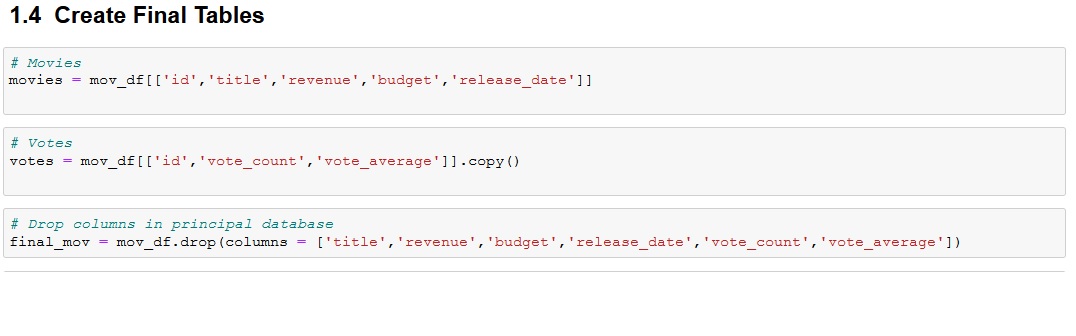 1.4 Create Final Tables
# Movies
movies = mov_df[['id','title','revenue','budget','release_date']]
# Votes
votes = mov_df[['id','vote_count','vote_average']].copy()
# Drop columns in principal database
final_mov = mov_df.drop(columns = ['title','revenue','budget','release_date','vote_count','vote_average'])